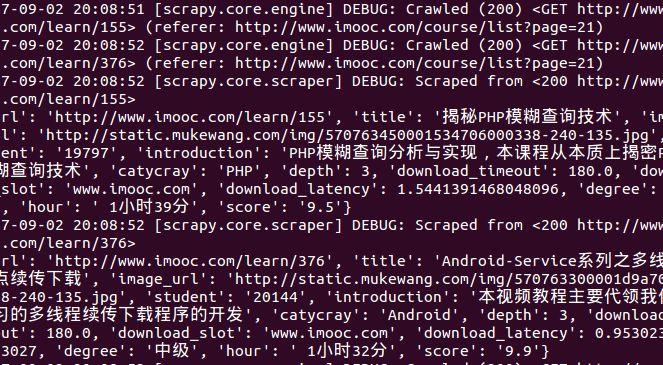 7-09-02 20:08:51 [scrapy.core.engine] DEBUG: Crawled (200) <GET http://www
.com/learn/155> (referer: http://www.imooc.com/course/list?page=21)
7-09-02 20:08:52 [scrapy.core.engine] DEBUG: Crawled (200) <GET http://www
.com/learn/376> (referer: http://www.imooc.com/course/list?page=21)
7-09-02 20:08:52 [scrapy.core.scraper] DEBUG: Scraped from <200 http://www
.com/learn/155>
rl': 'http://www.imooc.com/learn/155', 'title': '揭秘PHP模糊查询技术', 'im
l': 'http://static.mukewang.com/img/570763450001534706000338-240-135.jpg',
ent': '19797', 'introduction': 'PHP模糊查询分析与实现，本课程从本质上揭密
糊查询技术', 'catycray': 'PHP', 'depth': 3, 'download_timeout': 180.0, 'dow
_slot': 'www.imooc.com', 'download_latency': 1.5441391468048096, 'degree':
, 'hour': ' 1小时39分', 'score': '9.5'}
7-09-02 20:08:52 [scrapy.core.scraper] DEBUG: Scraped from <200 http://www
.com/learn/376>
rl': 'http://www.imooc.com/learn/376', 'title': 'Android-Service系列之多线
点续传下载', 'image_url': 'http://static.mukewang.com/img/570763300001d9a70
8-240-135.jpg', 'student': '20144', 'introduction': '本视频教程主要代领我
习的多线程续传下载程序的开发', 'catycray': 'Android', 'depth': 3, 'download
out': 180.0, 'download_slot': 'www.imooc.com', 'download_latency': 0.953023
3027, 'degree': '中级', 'hour': ' 1小时32分', 'score': '9.9'}